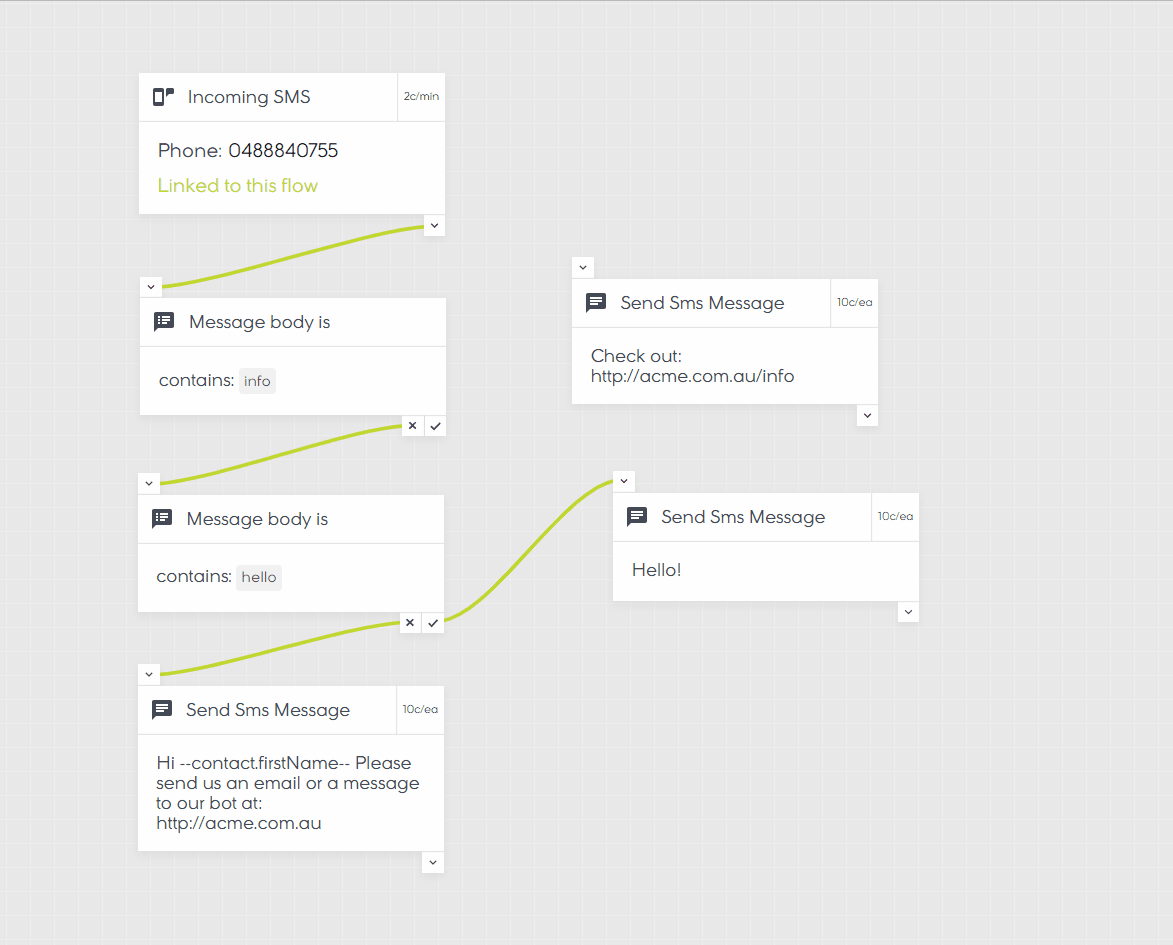 Incoming SMS
2c/min
Phone: 0488840755
Linked to this flow
Message body is
contains: info
Send Sms Message
10c/ea
Check out:
http://acme.com.au/info
Message body is
contains: hello
Send Sms Message
10c/ea
Hello!
Send Sms Message
10c/ea
Hi --contact.firstName-- Please
send us an email or a message
to our bot at:
http://acme.com.au